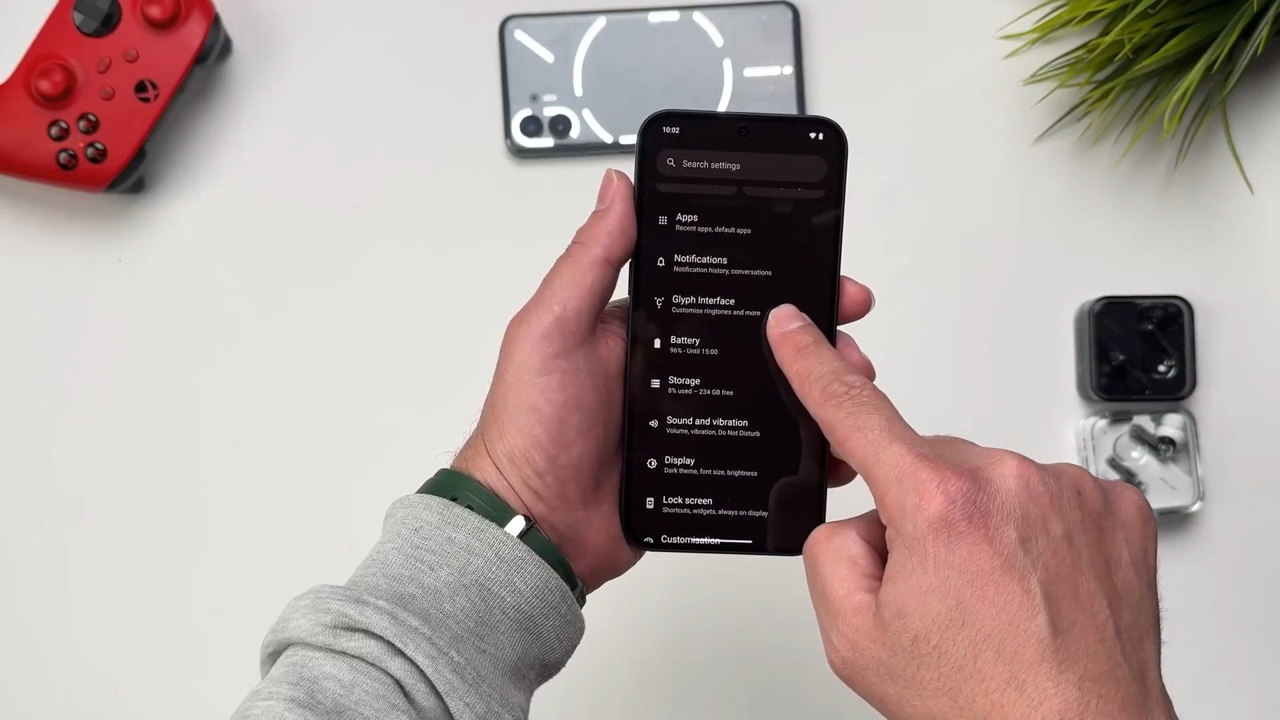 10:02
Search settings
Apps
Recent apps, default apps
Notifications
Notification history, conversations
Glyph Interface
Customise ringtones and more
Battery
96% - Until 15:00
Storage
8% used – 234 GB free
Sound and vibration
Volume, vibration, Do Not Disturb
Display
Dark theme, font size, brightness
Lock screen
Shortcuts, widgets, always on display
Customisation